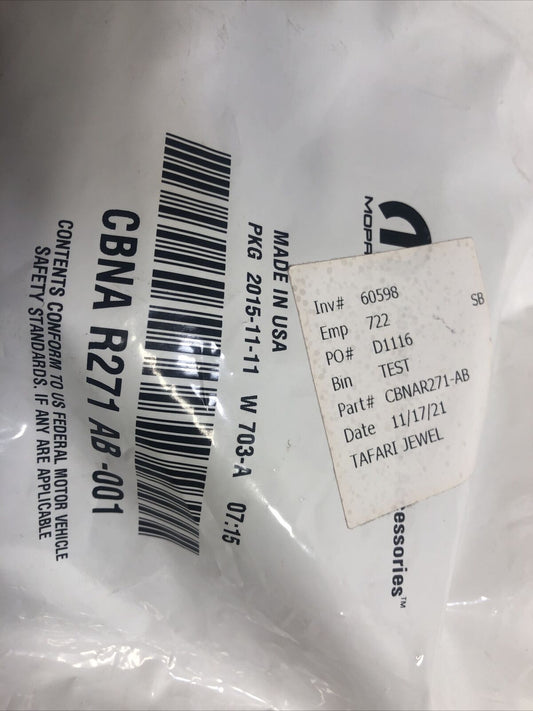 MOPA
essories™
MADE IN USA
PKG 2015-11-11 W 703-A 07:15
CBNA R271 AB -001
CONTENTS CONFORM TO US FEDERAL MOTOR VEHICLE
SAFETY STANDARDS, IF ANY ARE APPLICABLE
Inv# 60598 SB
Emp 722
PO# D1116
Bin TEST
Part# CBNAR271-AB
Date 11/17/21
TAFARI JEWEL